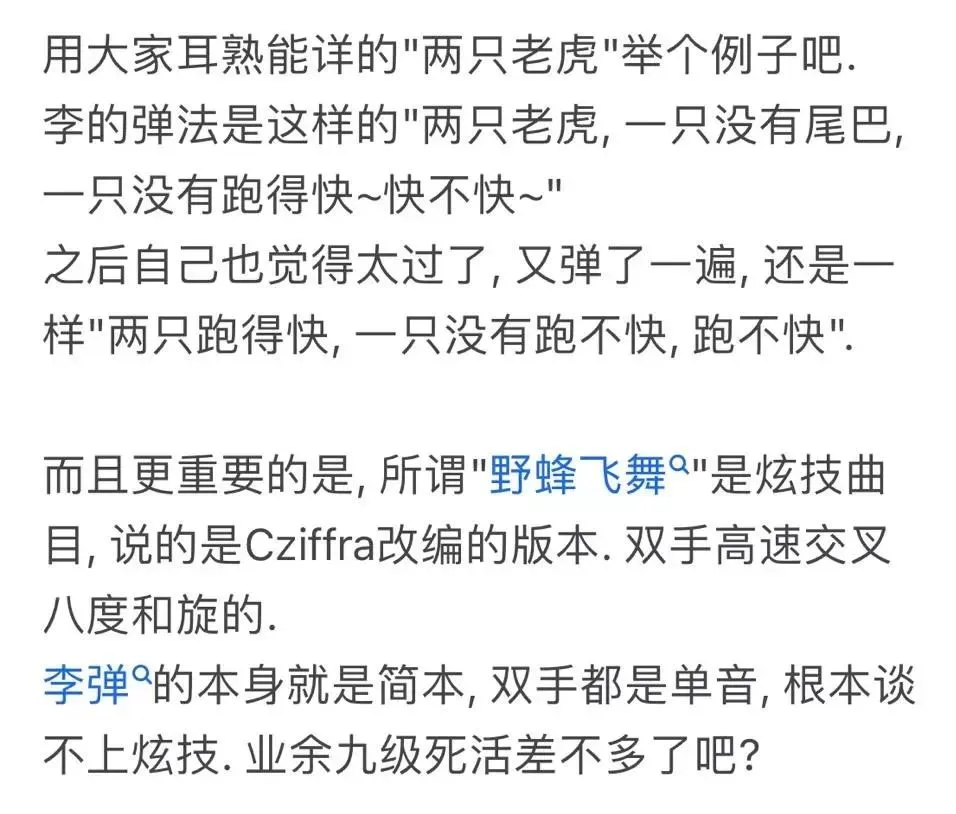 用大家耳熟能详的"两只老虎"举个例子吧.
李的弹法是这样的"两只老虎, 一只没有尾巴,
一只没有跑得快~快不快~"
之后自己也觉得太过了, 又弹了一遍, 还是一
样"两只跑得快, 一只没有跑不快, 跑不快".
而且更重要的是, 所谓"野蜂飞舞"是炫技曲
目, 说的是Cziffra改编的版本. 双手高速交叉
八度和旋的.
李弹的本身就是简本, 双手都是单音, 根本谈
不上炫技. 业余九级死活差不多了吧?